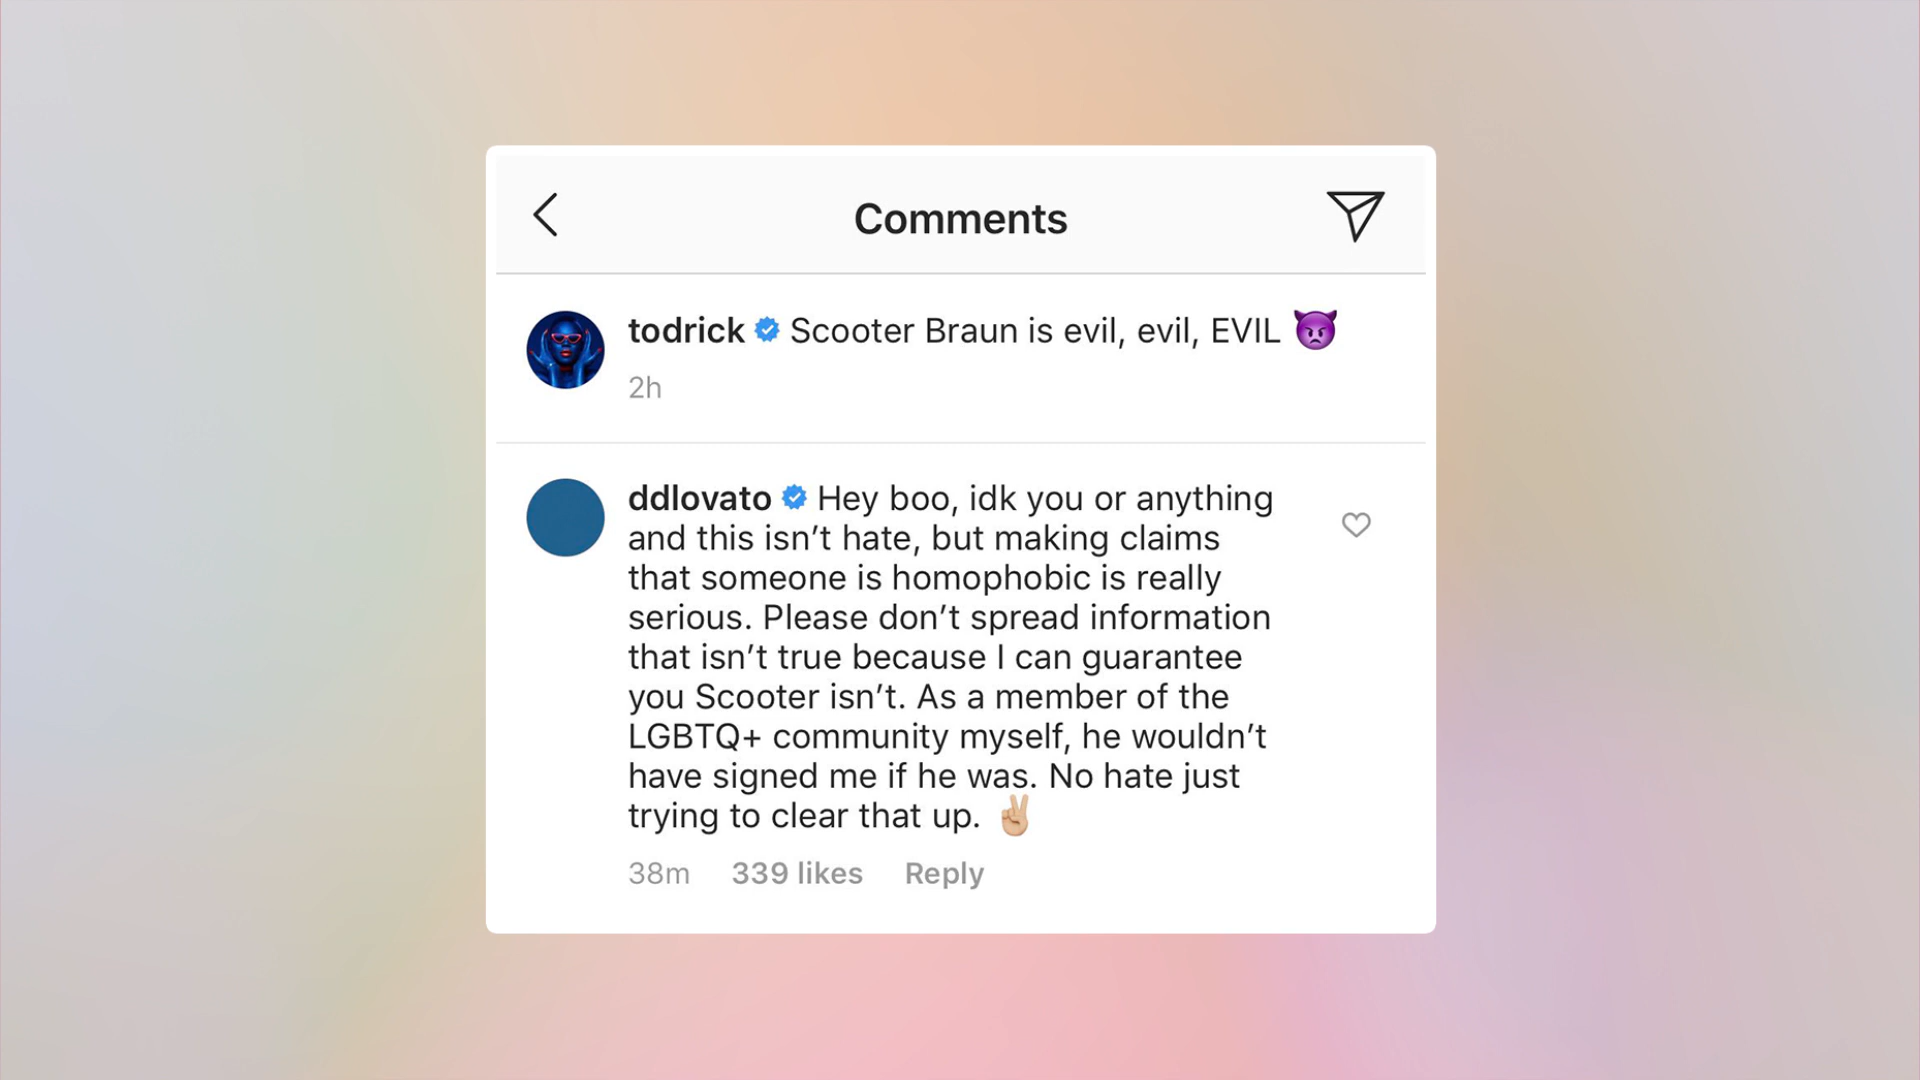 Comments
todrick Scooter Braun is evil, evil, EVIL 👿
2h
ddlovato Hey boo, idk you or anything
and this isn’t hate, but making claims
that someone is homophobic is really
serious. Please don’t spread information
that isn’t true because I can guarantee
you Scooter isn’t. As a member of the
LGBTQ+ community myself, he wouldn’t
have signed me if he was. No hate just
trying to clear that up. ✌🏼
38m 339 likes Reply